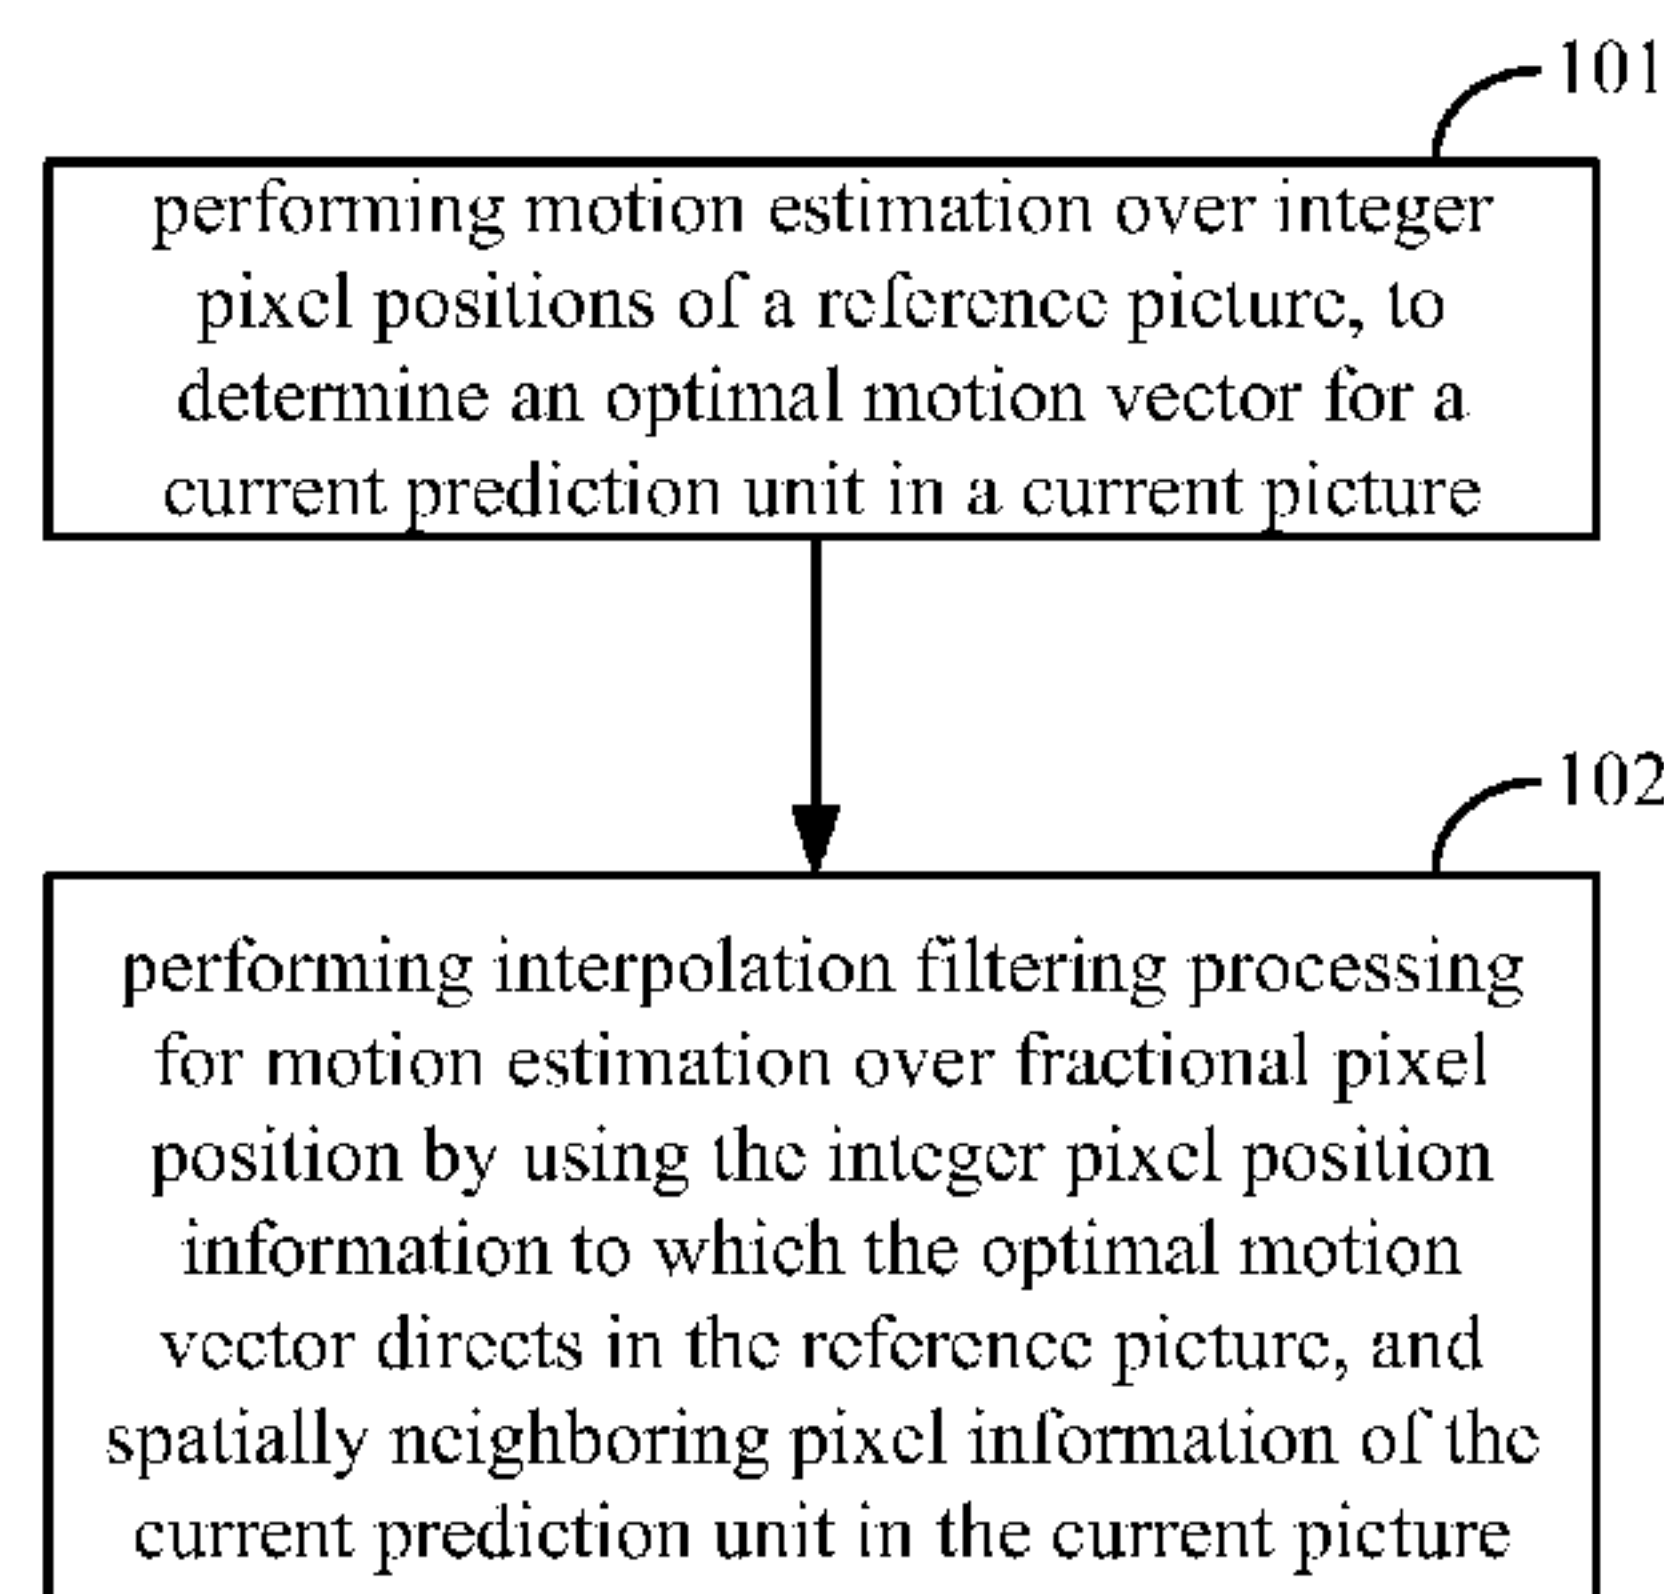 101
performing motion estimation over integer
pixel positions of a reference picture, to
determine an optimal motion vector for a
current prediction unit in a current picture
102
performing interpolation filtering processing
for motion estimation over fractional pixel
position by using the integer pixel position
information to which the optimal motion
vector directs in the reference picture, and
spatially neighboring pixel information of the
current prediction unit in the current picture